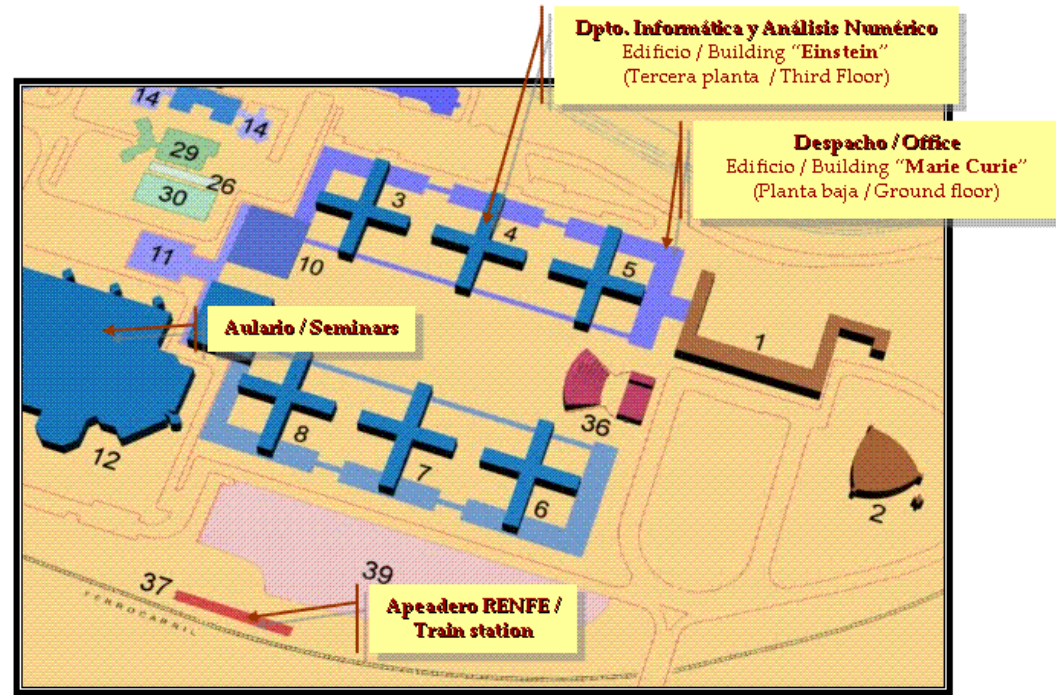 Dpto. Informática y Análisis Numérico
Edificio / Building “Einstein”
(Tercera planta / Third Floor)
Despacho / Office
Edificio / Building “Marie Curie”
(Planta baja / Ground floor)
14
14
29
26
30
3
4
5
11
10
Aulario / Seminars
1
36
8
12
7
6
2
37
39
FERROCARRIL
Apeadero RENFE /
Train station